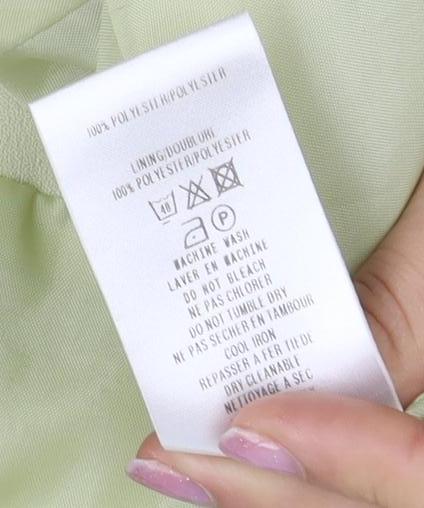 100% POLYESTER/POLYESTER
LINING/DOUBLURE
100% POLYESTER/POLYESTER
40
P
MACHINE WASH
LAVER EN MACHINE
DO NOT BLEACH
NE PAS CHLORER
DO NOT TUMBLE DRY
NE PAS SECHER EN TAMBOUR
COOL IRON
REPASSER A FER TIEDE
DRY CLEANABLE
NETTOYAGE A SEC